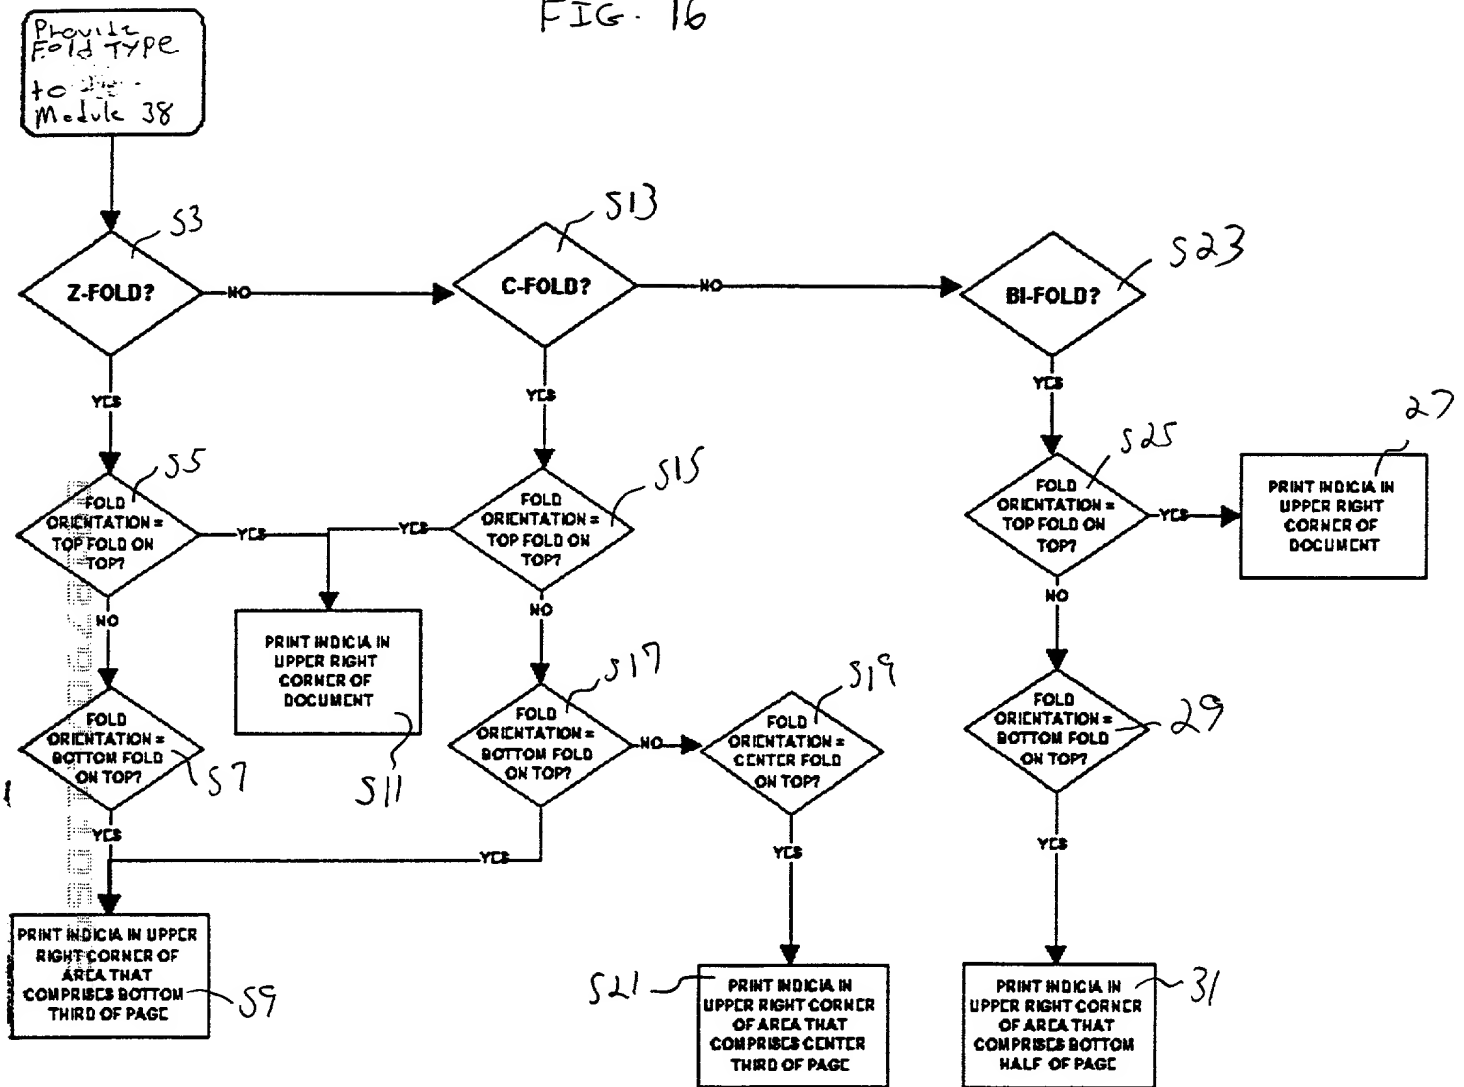 FIG. 16
Provide
Fold TYPE
to
Module 38
S3
Z-FOLD?
NO
S13
C-FOLD?
NO
S23
BI-FOLD?
YES
YES
YES
S5
FOLD
ORIENTATION =
TOP FOLD ON
TOP?
YES
S15
FOLD
ORIENTATION =
TOP FOLD ON
TOP?
YES
S25
FOLD
ORIENTATION =
TOP FOLD ON
TOP?
YES
27
PRINT INDICIA IN
UPPER RIGHT
CORNER OF
DOCUMENT
NO
NO
NO
PRINT INDICIA IN
UPPER RIGHT
CORNER OF
DOCUMENT
S11
FOLD
ORIENTATION =
BOTTOM FOLD
ON TOP?
S7
S17
FOLD
ORIENTATION =
BOTTOM FOLD
ON TOP?
NO
S19
FOLD
ORIENTATION =
CENTER FOLD
ON TOP?
FOLD
ORIENTATION =
BOTTOM FOLD
ON TOP?
29
YES
YES
YES
YES
PRINT INDICIA IN UPPER
RIGHT CORNER OF
AREA THAT
COMPRISES BOTTOM
THIRD OF PAGE
S9
S21
PRINT INDICIA IN
UPPER RIGHT CORNER
OF AREA THAT
COMPRISES CENTER
THIRD OF PAGE
PRINT INDICIA IN
UPPER RIGHT CORNER
OF AREA THAT
COMPRISES BOTTOM
HALF OF PAGE
31